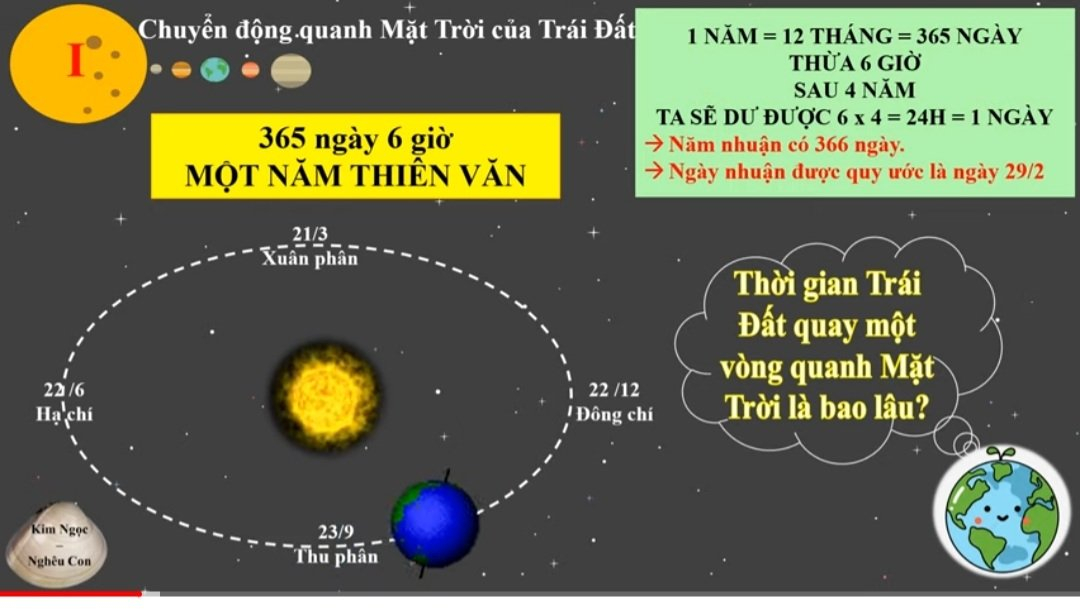 I
Chuyển động quanh Mặt Trời của Trái Đất
1 NĂM = 12 THÁNG = 365 NGÀY
THỪA 6 GIỜ
SAU 4 NĂM
TA SẼ DƯ ĐƯỢC 6 x 4 = 24H = 1 NGÀY
→ Năm nhuận có 366 ngày.
→ Ngày nhuận được quy ước là ngày 29/2
365 ngày 6 giờ
MỘT NĂM THIÊN VĂN
21/3
Xuân phân
Thời gian Trái
Đất quay một
vòng quanh Mặt
Trời là bao lâu?
22/6
Hạ chí
22 /12
Đông chí
23/9
Thu phân
Kim Ngọc
–
Nghêu Con